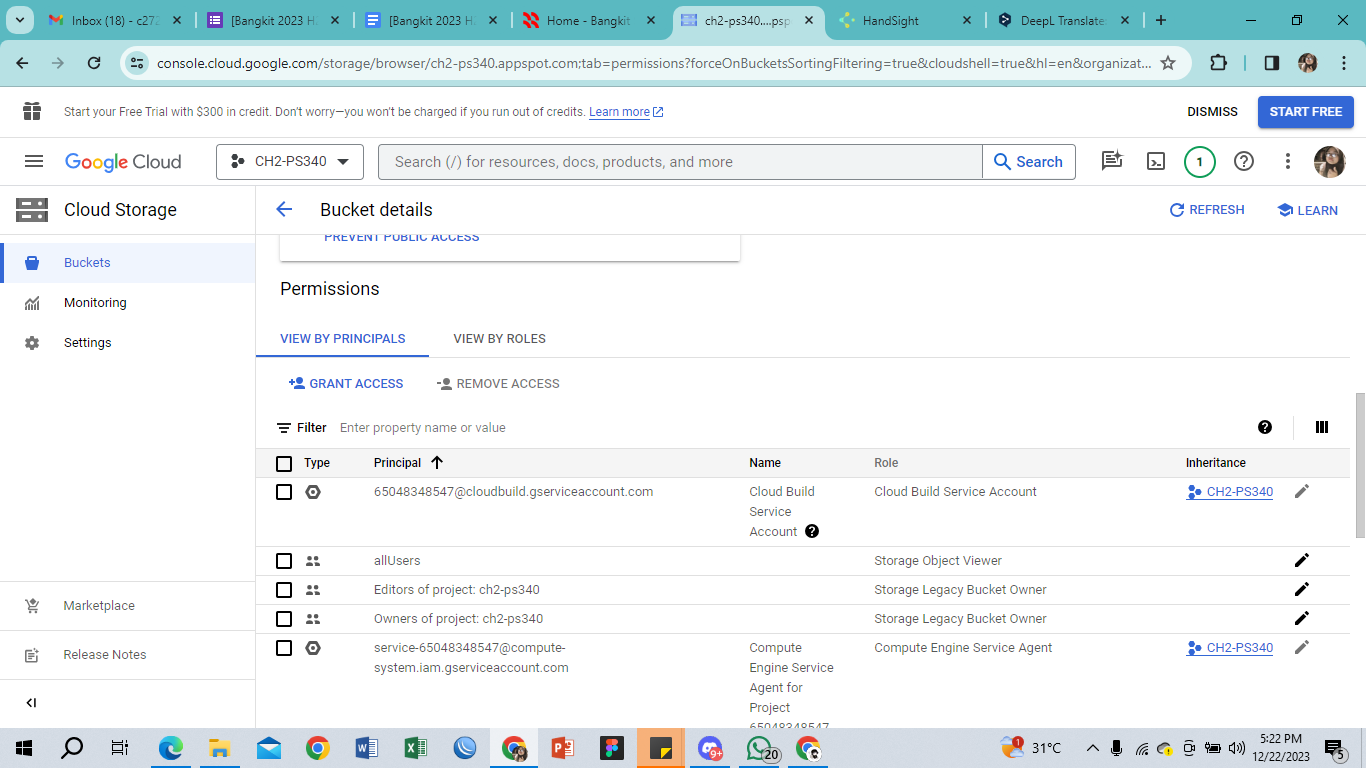 Inbox (18) - c272
[Bangkit 2023 H
[Bangkit 2023 H
Home - Bangkit
ch2-ps340....psp
HandSight
DeepL Translate
console.cloud.google.com/storage/browser/ch2-ps340.appspot.com;tab=permissions?forceOnBucketsSortingFiltering=true&cloudshell=true&hl=en&organizat...
Start your Free Trial with $300 in credit. Don't worry—you won't be charged if you run out of credits. Learn more
DISMISS
START FREE
Google Cloud
CH2-PS340
Search (/) for resources, docs, products, and more
Search
1
Cloud Storage
Bucket details
REFRESH
LEARN
Buckets
Monitoring
Settings
Marketplace
Release Notes
PREVENT PUBLIC ACCESS
Permissions
VIEW BY PRINCIPALS
VIEW BY ROLES
GRANT ACCESS
REMOVE ACCESS
Filter
Enter property name or value
Type
Principal
Name
Role
Inheritance
65048348547@cloudbuild.gserviceaccount.com
Cloud Build
Service
Account
Cloud Build Service Account
CH2-PS340
allUsers
Storage Object Viewer
Editors of project: ch2-ps340
Storage Legacy Bucket Owner
Owners of project: ch2-ps340
Storage Legacy Bucket Owner
service-65048348547@compute-
system.iam.gserviceaccount.com
Compute
Engine Service
Agent for
Project
65048348547
Compute Engine Service Agent
CH2-PS340
9+
20
1
31°C
5:22 PM
12/22/2023
5